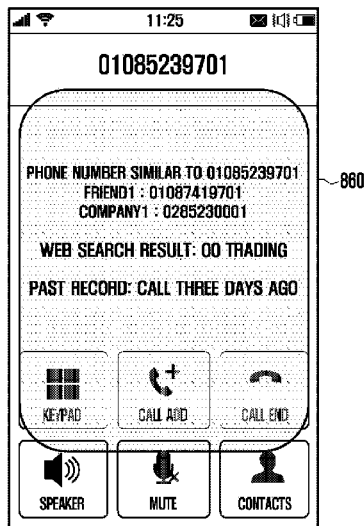 11:25
01085239701
PHONE NUMBER SIMILAR TO 01085239701
FRIEND1 : 01087419701
COMPANY1 : 0285230001
860
WEB SEARCH RESULT: OO TRADING
PAST RECORD: CALL THREE DAYS AGO
KEYPAD CALL ADD CALL END
SPEAKER MUTE CONTACTS